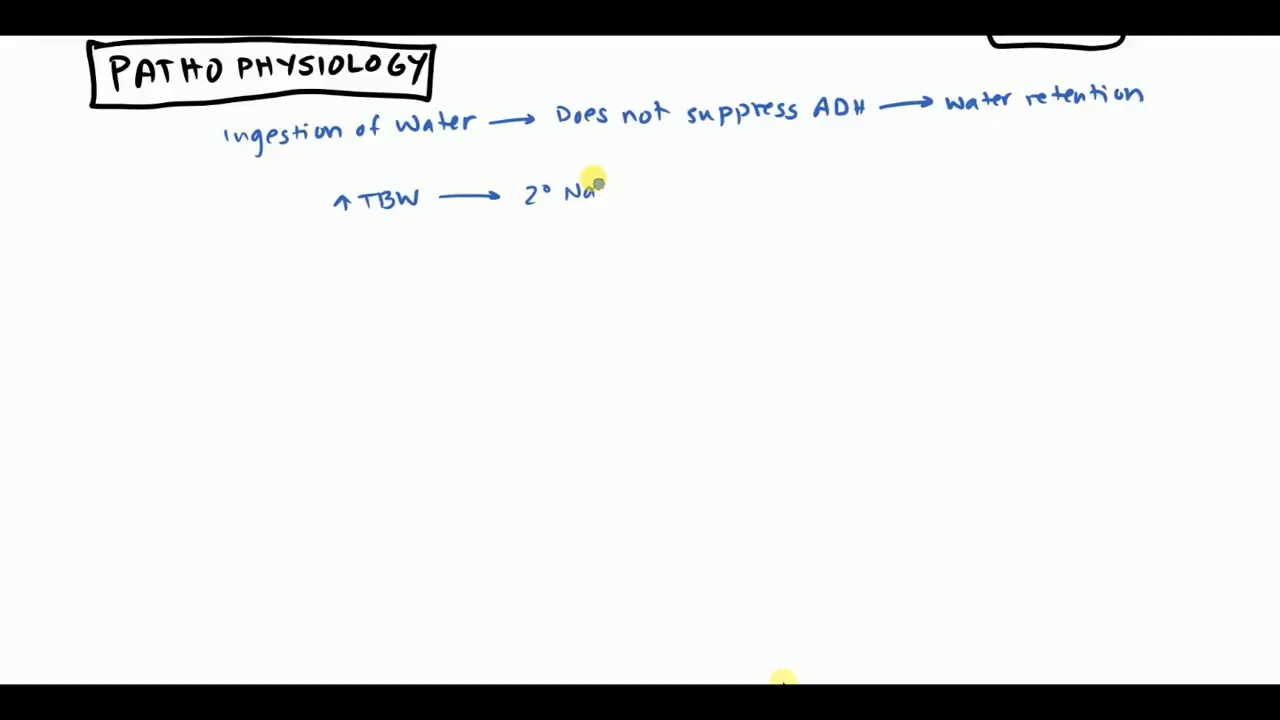 PATHOPHYSIOLOGY
Ingestion of Water → Does not suppress ADH → Water retention
↑ TBW → 2° Na